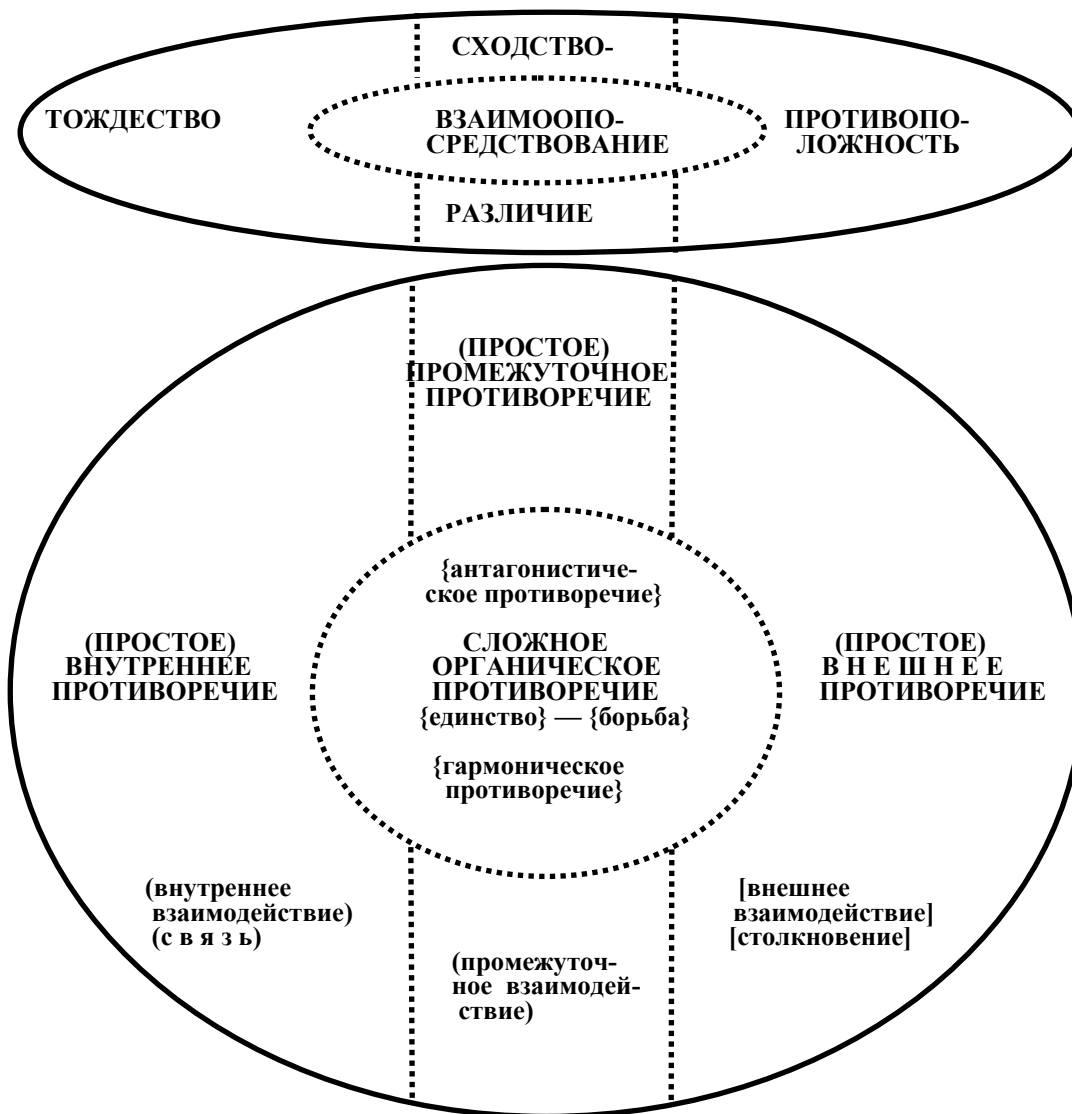 СХОДСТВО-
ТОЖДЕСТВО
ВЗАИМООПО-
СРЕДСТВОВАНИЕ
ПРОТИВОПО-
ЛОЖНОСТЬ
РАЗЛИЧИЕ
(ПРОСТОЕ)
ПРОМЕЖУТОЧНОЕ
ПРОТИВОРЕЧИЕ
{антагонистиче-
ское противоречие}
(ПРОСТОЕ)
ВНУТРЕННЕЕ
ПРОТИВОРЕЧИЕ
СЛОЖНОЕ
ОРГАНИЧЕСКОЕ
ПРОТИВОРЕЧИЕ
{единство} — {борьба}
(ПРОСТОЕ)
В Н Е Ш Н Е Е
ПРОТИВОРЕЧИЕ
{гармоническое
противоречие}
(внутреннее
взаимодействие)
(с в я з ь)
[внешнее
взаимодействие]
[столкновение]
(промежуточ-
ное взаимодей-
ствие)